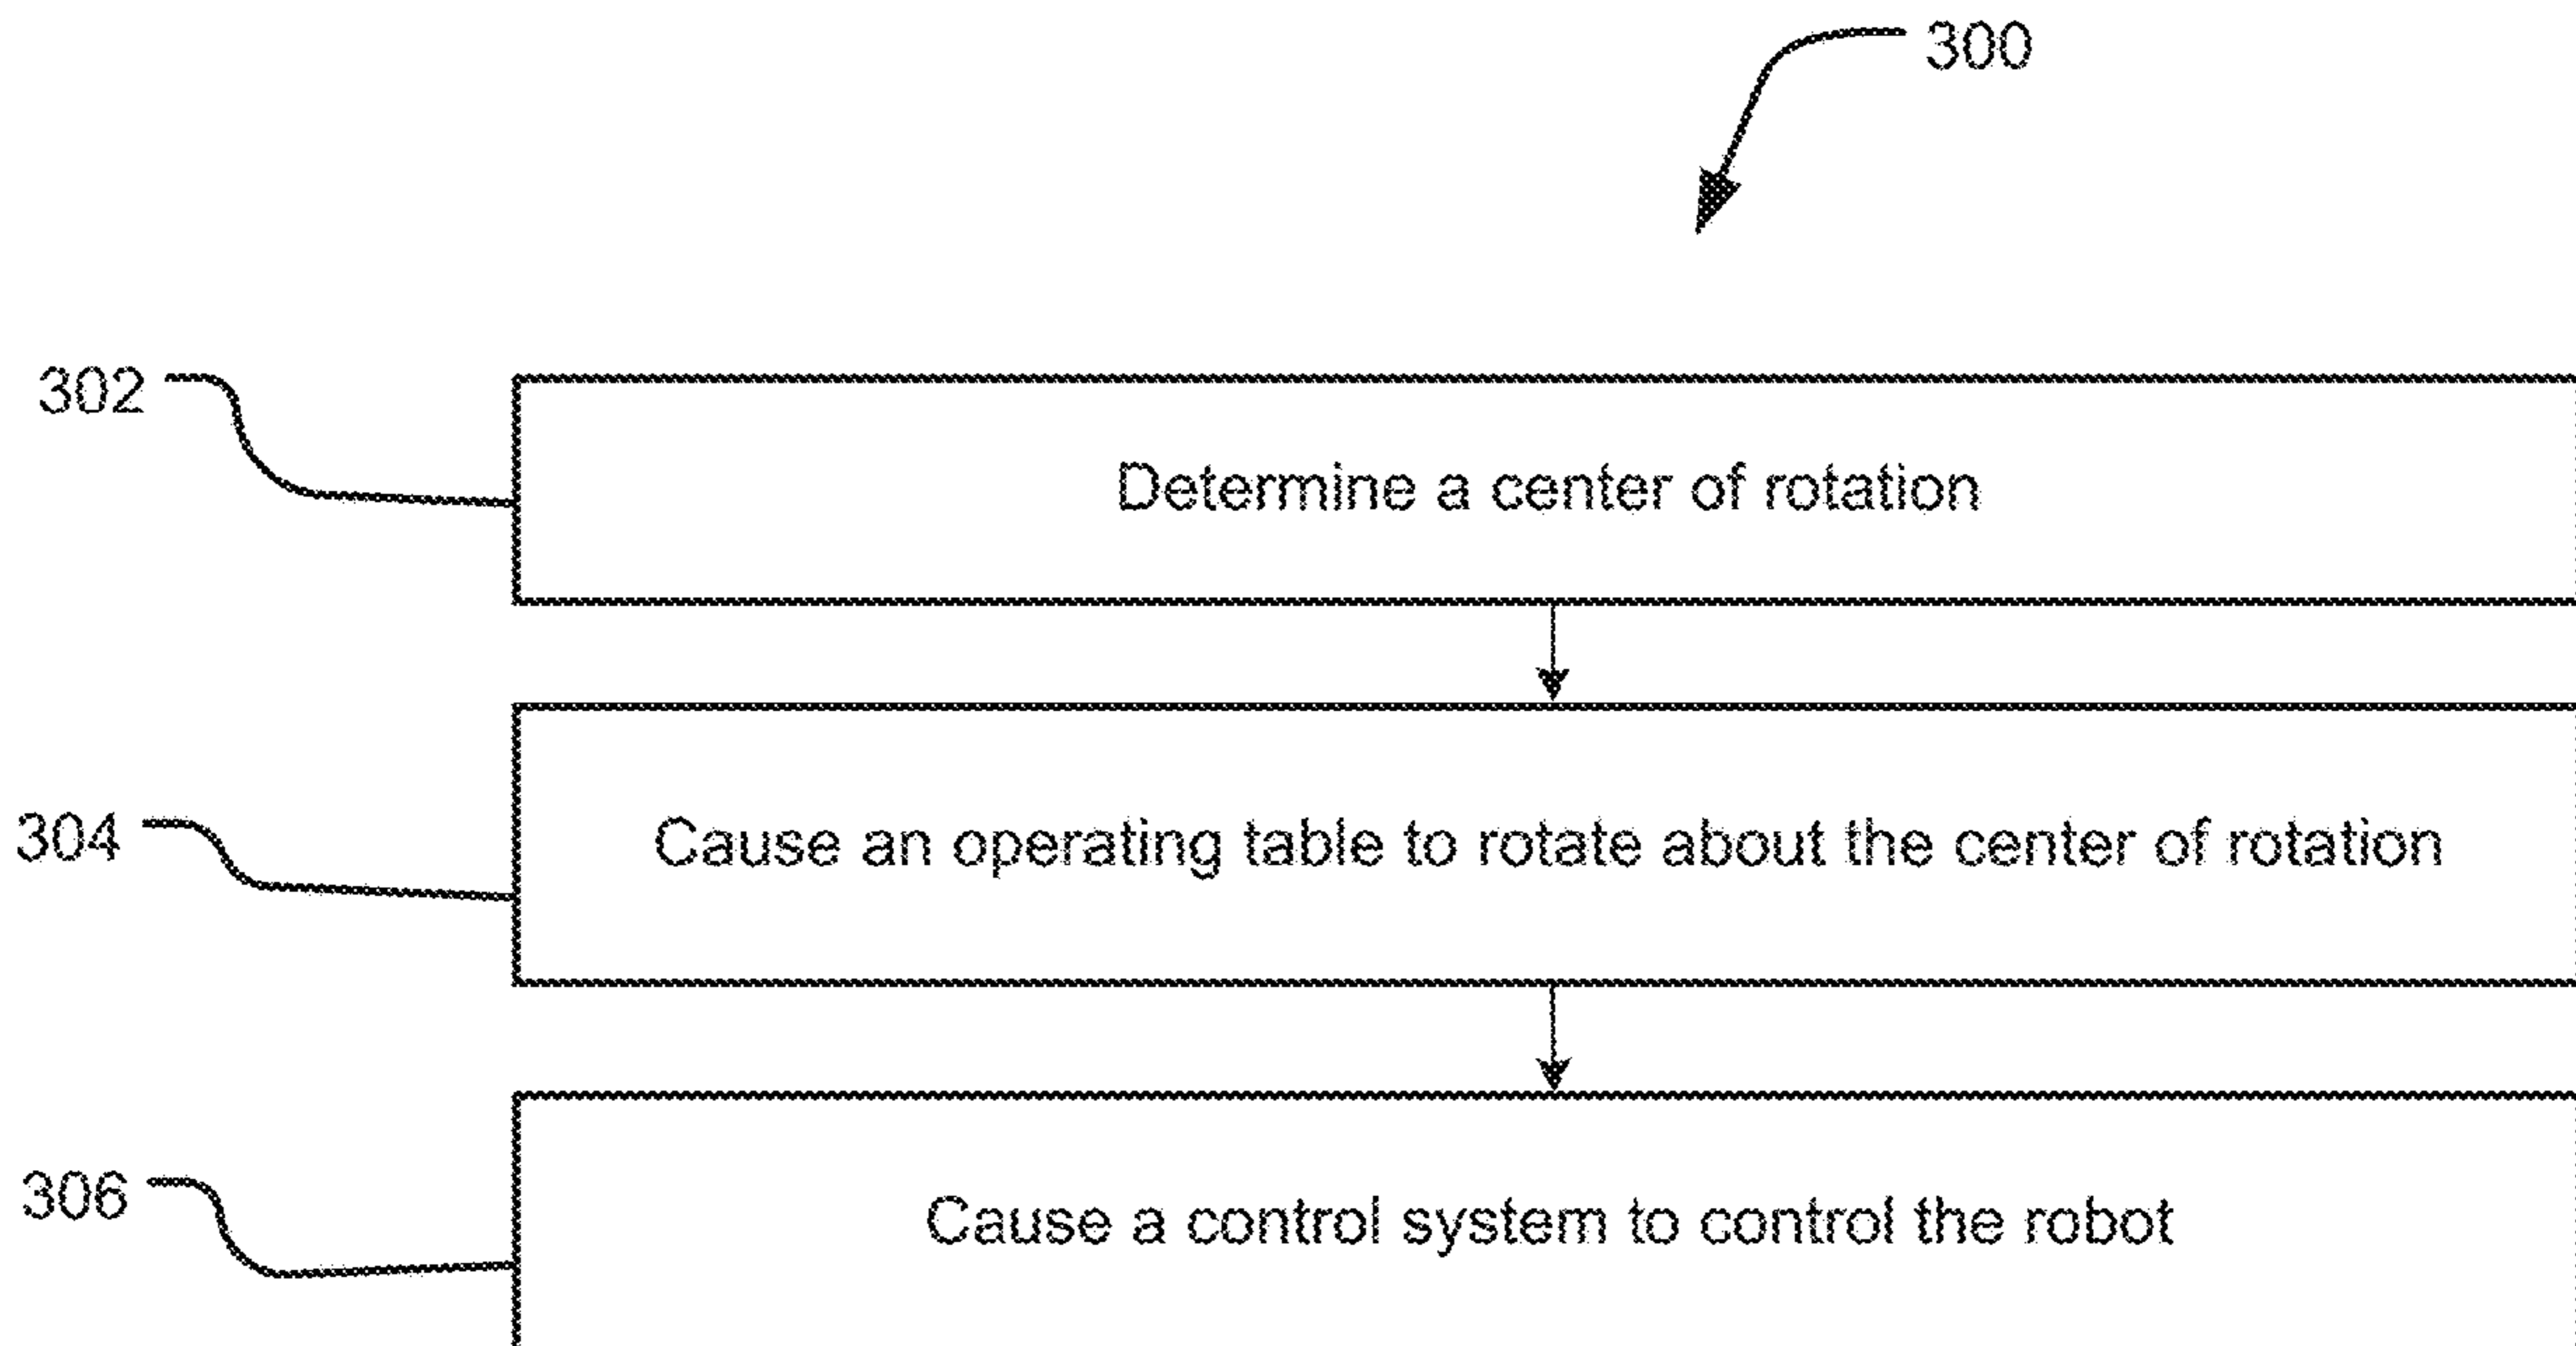 300
302
Determine a center of rotation
304
Cause an operating table to rotate about the center of rotation
306
Cause a control system to control the robot